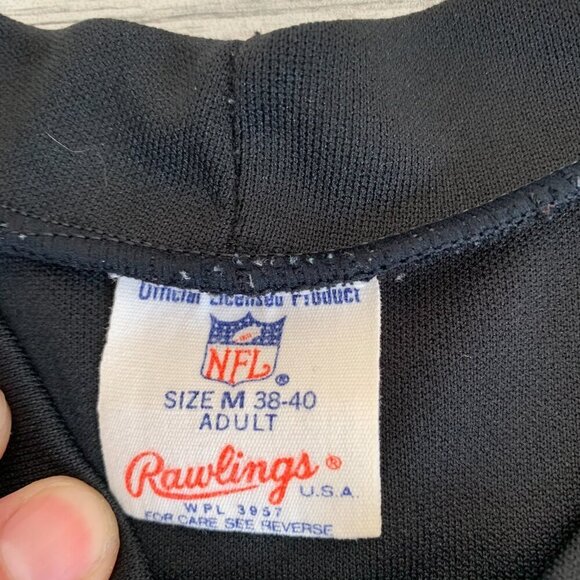 Official Licensed Product
NFL®
SIZE M 38-40
ADULT
Rawlings®
U.S.A.
WPL 3957
FOR CARE SEE REVERSE